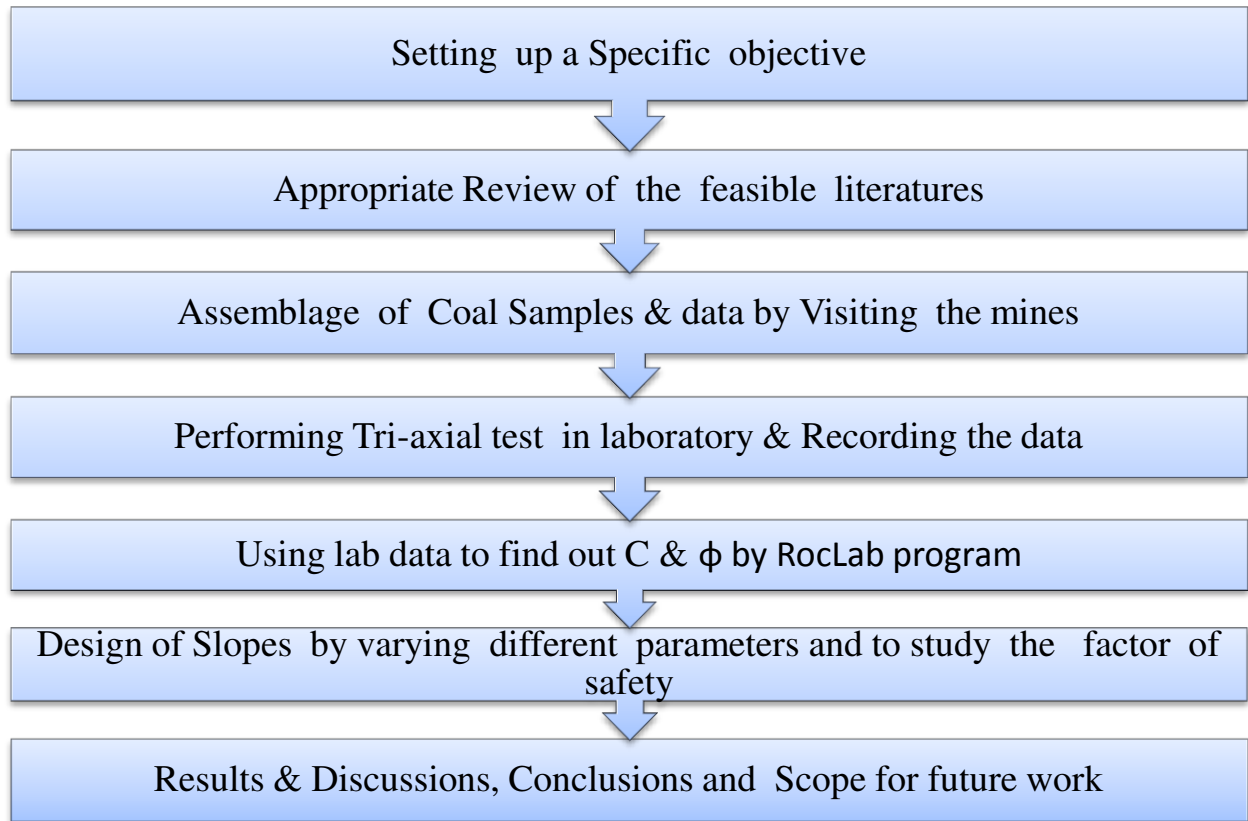 Setting up a Specific objective
Appropriate Review of the feasible literatures
Assemblage of Coal Samples & data by Visiting the mines
Performing Tri-axial test in laboratory & Recording the data
Using lab data to find out C & ϕ by RocLab program
Design of Slopes by varying different parameters and to study the factor of
safety
Results & Discussions, Conclusions and Scope for future work